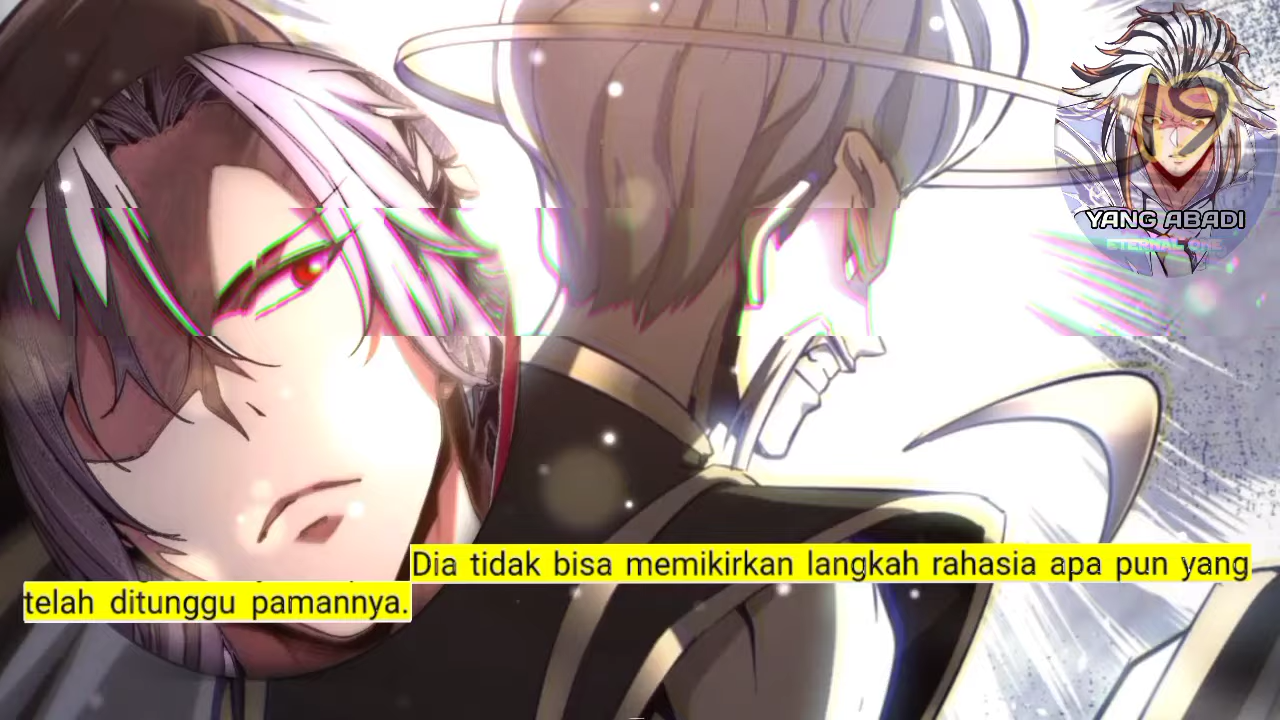 YANG ABADI
ETERNAL ONE
Dia tidak bisa memikirkan langkah rahasia apa pun yang
telah ditunggu pamannya.